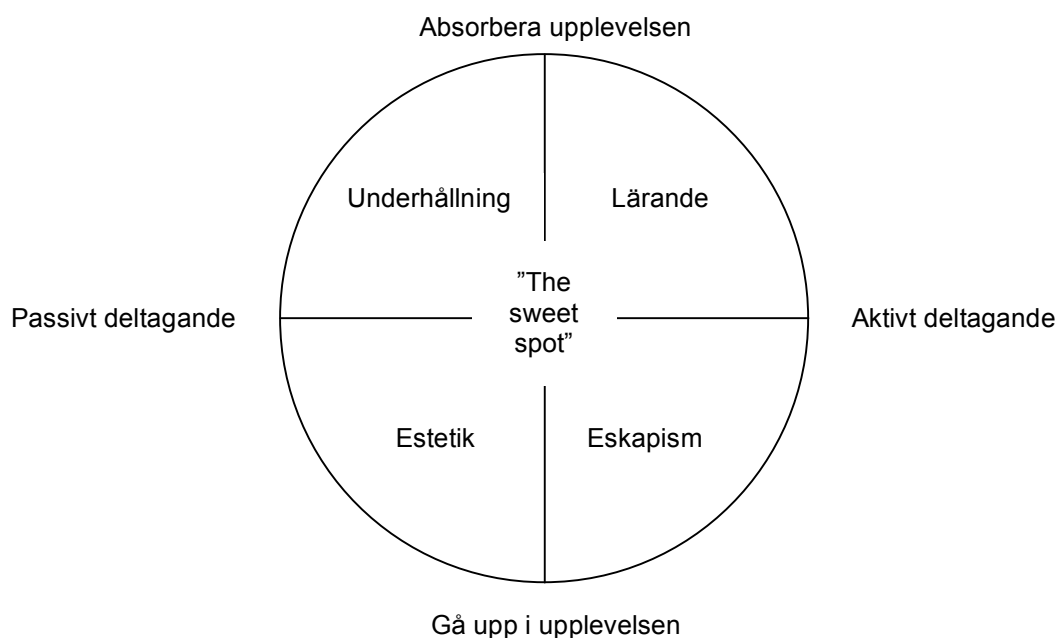 Absorbera upplevelsen
Underhållning
Lärande
”The
sweet
spot”
Passivt deltagande
Aktivt deltagande
Estetik
Eskapism
Gå upp i upplevelsen